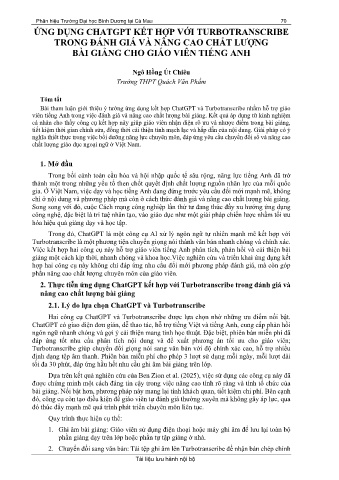 Phân hiệu Trường Đại học Bình Dương tại Cà Mau 79
ỨNG DỤNG CHATGPT KẾT HỢP VỚI TURBOTRANSCRIBE
TRONG ĐÁNH GIÁ VÀ NÂNG CAO CHẤT LƯỢNG
BÀI GIẢNG CHO GIÁO VIÊN TIẾNG ANH
Ngô Hồng Út Chiêu
Trường THPT Quách Văn Phẩm
Tóm tắt
Bài tham luận giới thiệu ý tưởng ứng dụng kết hợp ChatGPT và Turbotranscribe nhằm hỗ trợ giáo
viên tiếng Anh trong việc đánh giá và nâng cao chất lượng bài giảng. Kết quả áp dụng từ kinh nghiệm
cá nhân cho thấy công cụ kết hợp này giúp giáo viên nhận diện rõ ưu và nhược điểm trong bài giảng,
tiết kiệm thời gian chỉnh sửa, đồng thời cải thiện tính mạch lạc và hấp dẫn của nội dung. Giải pháp có ý
nghĩa thiết thực trong việc bồi dưỡng năng lực chuyên môn, đáp ứng yêu cầu chuyển đổi số và nâng cao
chất lượng giáo dục ngoại ngữ ở Việt Nam.
1. Mở đầu
Trong bối cảnh toàn cầu hóa và hội nhập quốc tế sâu rộng, năng lực tiếng Anh đã trở
thành một trong những yếu tố then chốt quyết định chất lượng nguồn nhân lực của mỗi quốc
gia. Ở Việt Nam, việc dạy và học tiếng Anh đang đứng trước yêu cầu đổi mới mạnh mẽ, không
chỉ ở nội dung và phương pháp mà còn ở cách thức đánh giá và nâng cao chất lượng bài giảng.
Song song với đó, cuộc Cách mạng công nghiệp lần thứ tư đang thúc đẩy xu hướng ứng dụng
công nghệ, đặc biệt là trí tuệ nhân tạo, vào giáo dục như một giải pháp chiến lược nhằm tối ưu
hóa hiệu quả giảng dạy và học tập.
Trong đó, ChatGPT là một công cụ AI xử lý ngôn ngữ tự nhiên mạnh mẽ kết hợp với
Turbotranscribe là một phương tiện chuyển giọng nói thành văn bản nhanh chóng và chính xác.
Việc kết hợp hai công cụ này hỗ trợ giáo viên tiếng Anh phân tích, phản hồi và cải thiện bài
giảng một cách kịp thời, nhanh chóng và khoa học. Việc nghiên cứu và triển khai ứng dụng kết
hợp hai công cụ này không chỉ đáp ứng nhu cầu đổi mới phương pháp đánh giá, mà còn góp
phần nâng cao chất lượng chuyên môn của giáo viên.
2. Thực tiễn ứng dụng ChatGPT kết hợp với Turbotranscribe trong đánh giá và
nâng cao chất lượng bài giảng
2.1. Lý do lựa chọn ChatGPT và Turbotranscribe
Hai công cụ ChatGPT và Turbotranscribe được lựa chọn nhờ những ưu điểm nổi bật.
ChatGPT có giao diện đơn giản, dễ thao tác, hỗ trợ tiếng Việt và tiếng Anh, cung cấp phản hồi
ngôn ngữ nhanh chóng và gợi ý cải thiện mang tính học thuật. Đặc biệt, phiên bản miễn phí đã
đáp ứng tốt nhu cầu phân tích nội dung và đề xuất phương án tối ưu cho giáo viên;
Turbotranscribe giúp chuyển đổi giọng nói sang văn bản với độ chính xác cao, hỗ trợ nhiều
định dạng tệp âm thanh. Phiên bản miễn phí cho phép 3 lượt sử dụng mỗi ngày, mỗi lượt dài
tối đa 30 phút, đáp ứng hầu hết nhu cầu ghi âm bài giảng trên lớp.
Dựa trên kết quả nghiên cứu của Ben Zion et al. (2025), việc sử dụng các công cụ này đã
được chứng minh một cách đáng tin cậy trong việc nâng cao tính rõ ràng và tính tổ chức của
bài giảng. Nổi bật hơn, phương pháp này mang lại tính khách quan, tiết kiệm chi phí. Bên cạnh
đó, công cụ còn tạo điều kiện để giáo viên tự đánh giá thường xuyên mà không gây áp lực, qua
đó thúc đẩy mạnh mẽ quá trình phát triển chuyên môn liên tục.
Quy trình thực hiện cụ thể:
1. Ghi âm bài giảng: Giáo viên sử dụng điện thoại hoặc máy ghi âm để lưu lại toàn bộ
phần giảng dạy trên lớp hoặc phần tự tập giảng ở nhà.
2. Chuyển đổi sang văn bản: Tải tệp ghi âm lên Turbotranscribe để nhận bản chép chính
Tài liệu lưu hành nội bộ